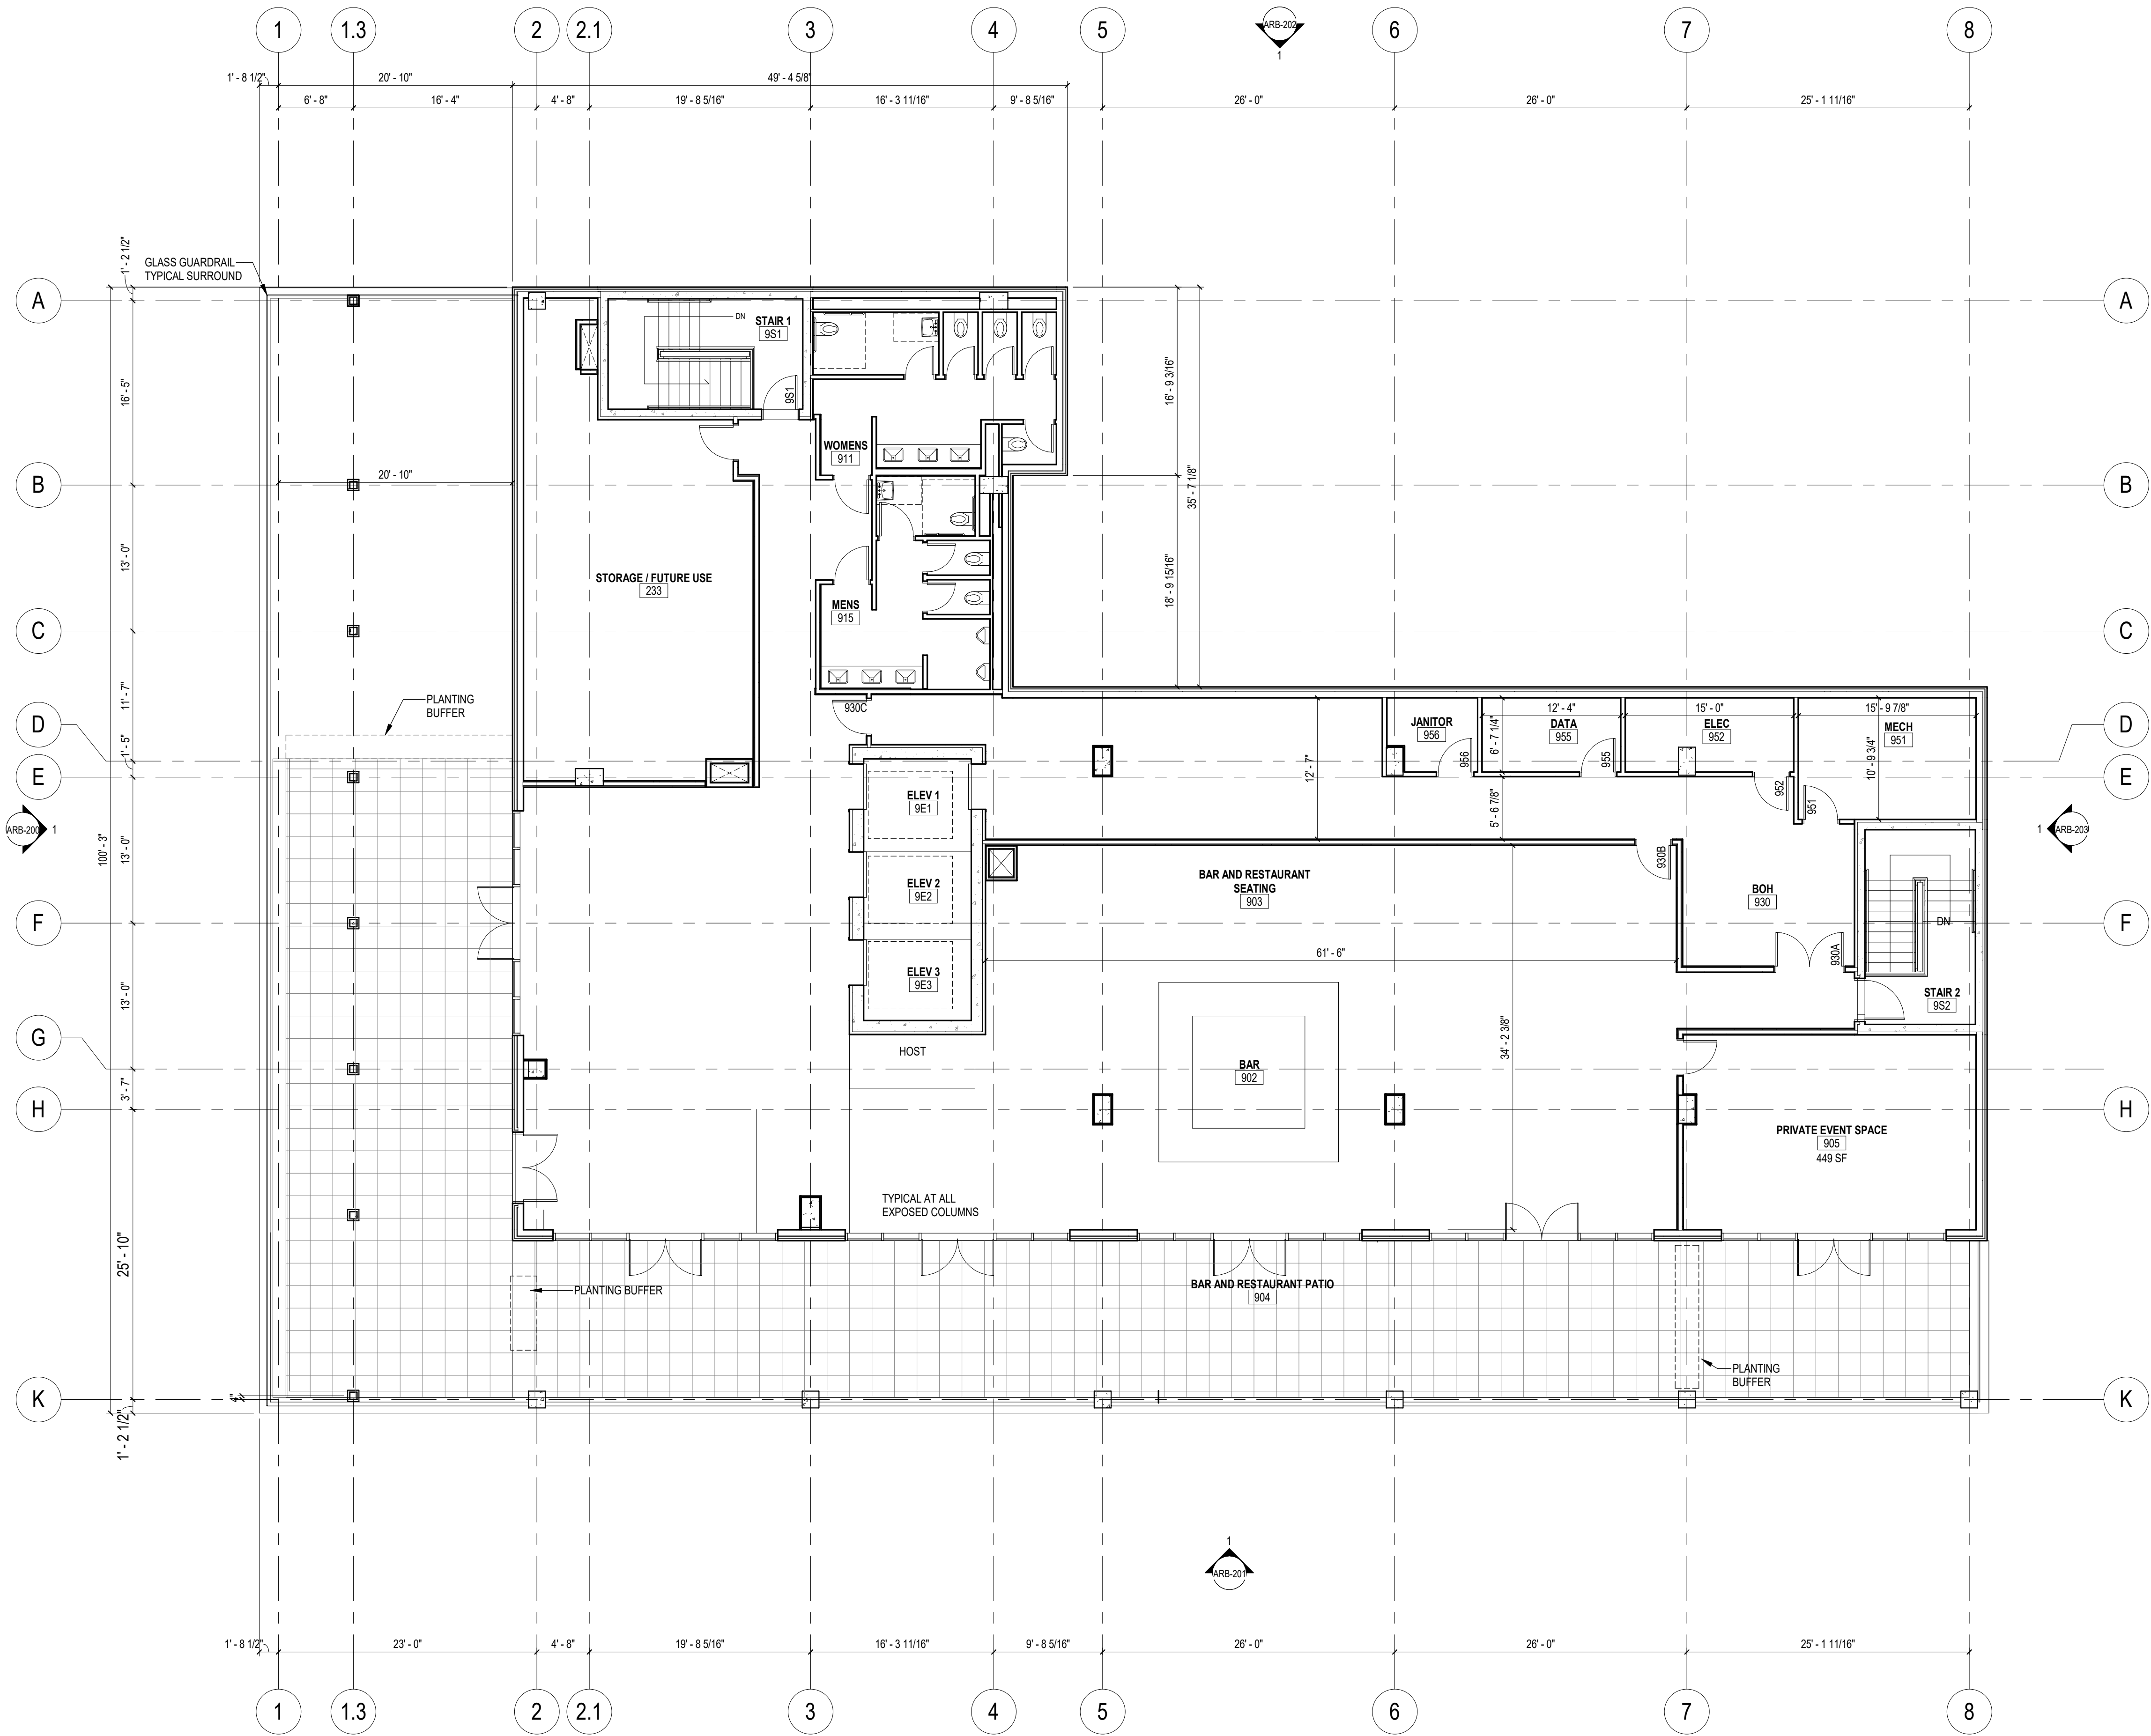 1
1.3
2
2.1
3
4
5
ARB-202
1
6
7
8
1' - 8 1/2"
20' - 10"
49' - 4 5/8"
6' - 8"
16' - 4"
4' - 8"
19' - 8 5/16"
16' - 3 11/16"
9' - 8 5/16"
26' - 0"
26' - 0"
25' - 1 11/16"
1' - 2 1/2"
GLASS GUARDRAIL
TYPICAL SURROUND
A
A
DN
STAIR 1
9S1
9S1
16' - 5"
16' - 9 3/16"
35' - 7 1/8"
WOMENS
911
20' - 10"
B
B
13' - 0"
STORAGE / FUTURE USE
233
MENS
915
18' - 9 15/16"
C
C
11' - 7"
PLANTING
BUFFER
930C
D
D
1' - 5"
E
E
JANITOR
956
956
6' - 7 1/4"
12' - 4"
DATA
955
955
15' - 0"
ELEC
952
952
15' - 9 7/8"
MECH
951
951
10' - 9 3/4"
12' - 7"
5' - 6 7/8"
ELEV 1
9E1
ARB-200
1
100' - 3"
13' - 0"
1
ARB-203
ELEV 2
9E2
BAR AND RESTAURANT
SEATING
903
930B
BOH
930
DN
F
F
61' - 6"
930A
ELEV 3
9E3
13' - 0"
STAIR 2
9S2
G
HOST
34' - 2 3/8"
BAR
902
3' - 7"
H
H
PRIVATE EVENT SPACE
905
449 SF
TYPICAL AT ALL
EXPOSED COLUMNS
25' - 10"
PLANTING BUFFER
BAR AND RESTAURANT PATIO
904
PLANTING
BUFFER
4"
K
K
1' - 2 1/2"
1
ARB-201
1' - 8 1/2"
23' - 0"
4' - 8"
19' - 8 5/16"
16' - 3 11/16"
9' - 8 5/16"
26' - 0"
26' - 0"
25' - 1 11/16"
1
1.3
2
2.1
3
4
5
6
7
8